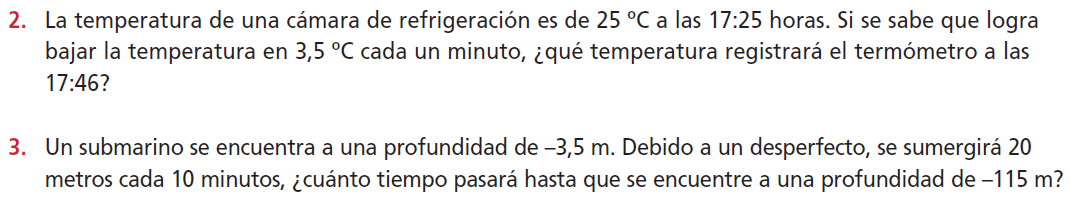 2. La temperatura de una cámara de refrigeración es de 25 ºC a las 17:25 horas. Si se sabe que logra
bajar la temperatura en 3,5 ºC cada un minuto, ¿qué temperatura registrará el termómetro a las
17:46?
3. Un submarino se encuentra a una profundidad de –3,5 m. Debido a un desperfecto, se sumergirá 20
metros cada 10 minutos, ¿cuánto tiempo pasará hasta que se encuentre a una profundidad de –115 m?